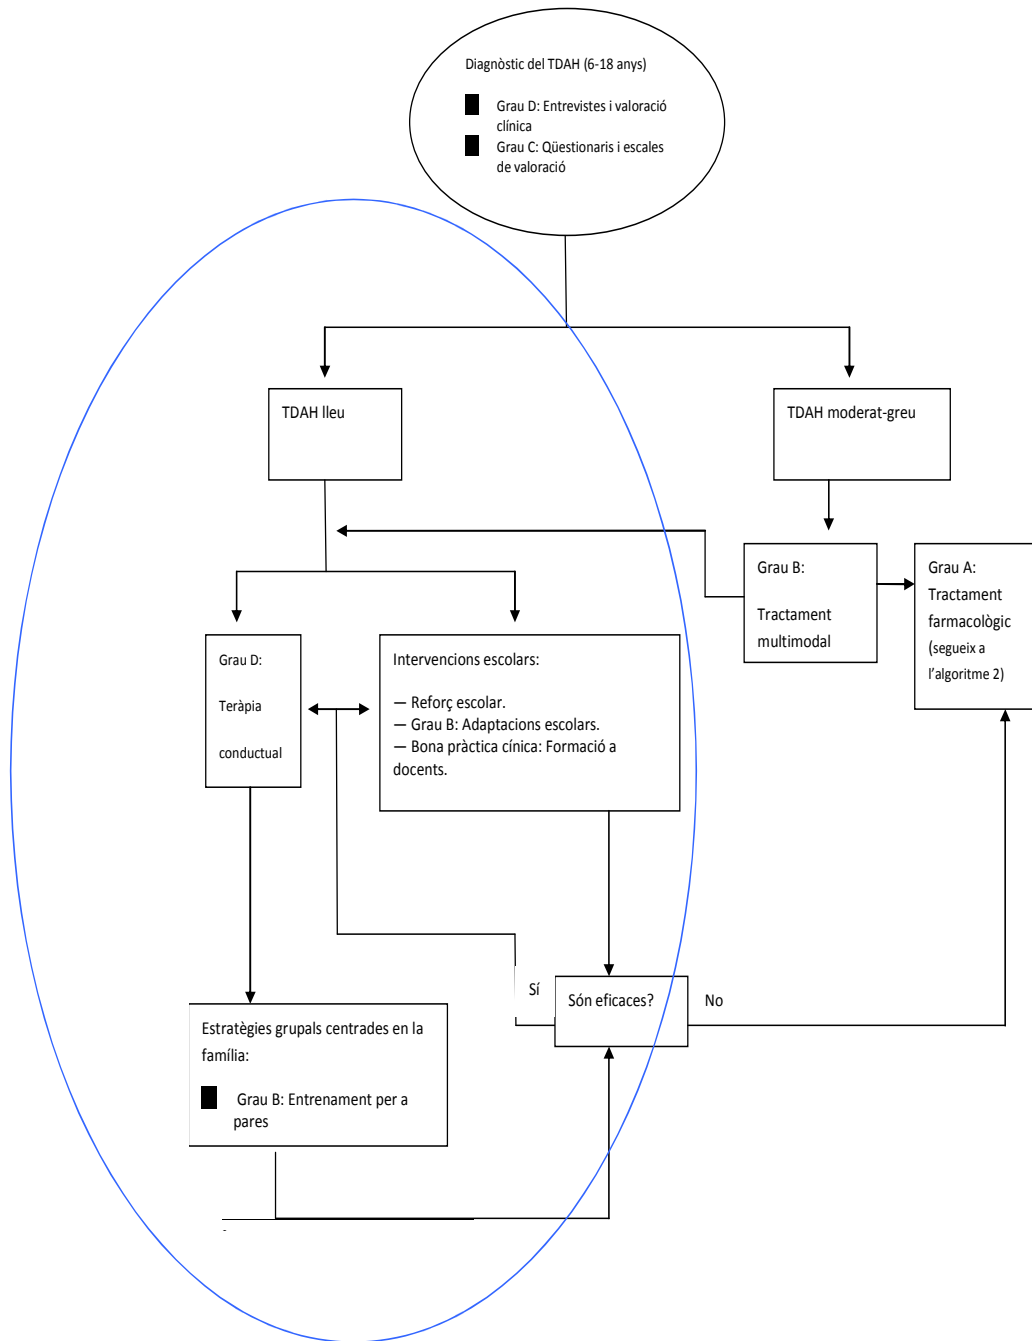 Diagnòstic del TDAH (6-18 anys)
Grau D: Entrevistes i valoració
clínica
Grau C: Qüestionaris i escales
de valoració
TDAH lleu
TDAH moderat-greu
Grau B:
Tractament
multimodal
Grau A:
Tractament
farmacològic
(segueix a
l’algoritme 2)
Grau D:
Teràpia
conductual
Intervencions escolars:
— Reforç escolar.
— Grau B: Adaptacions escolars.
— Bona pràctica cínica: Formació a
docents.
Sí
Són eficaces?
No
Estratègies grupals centrades en la
família:
Grau B: Entrenament per a
pares